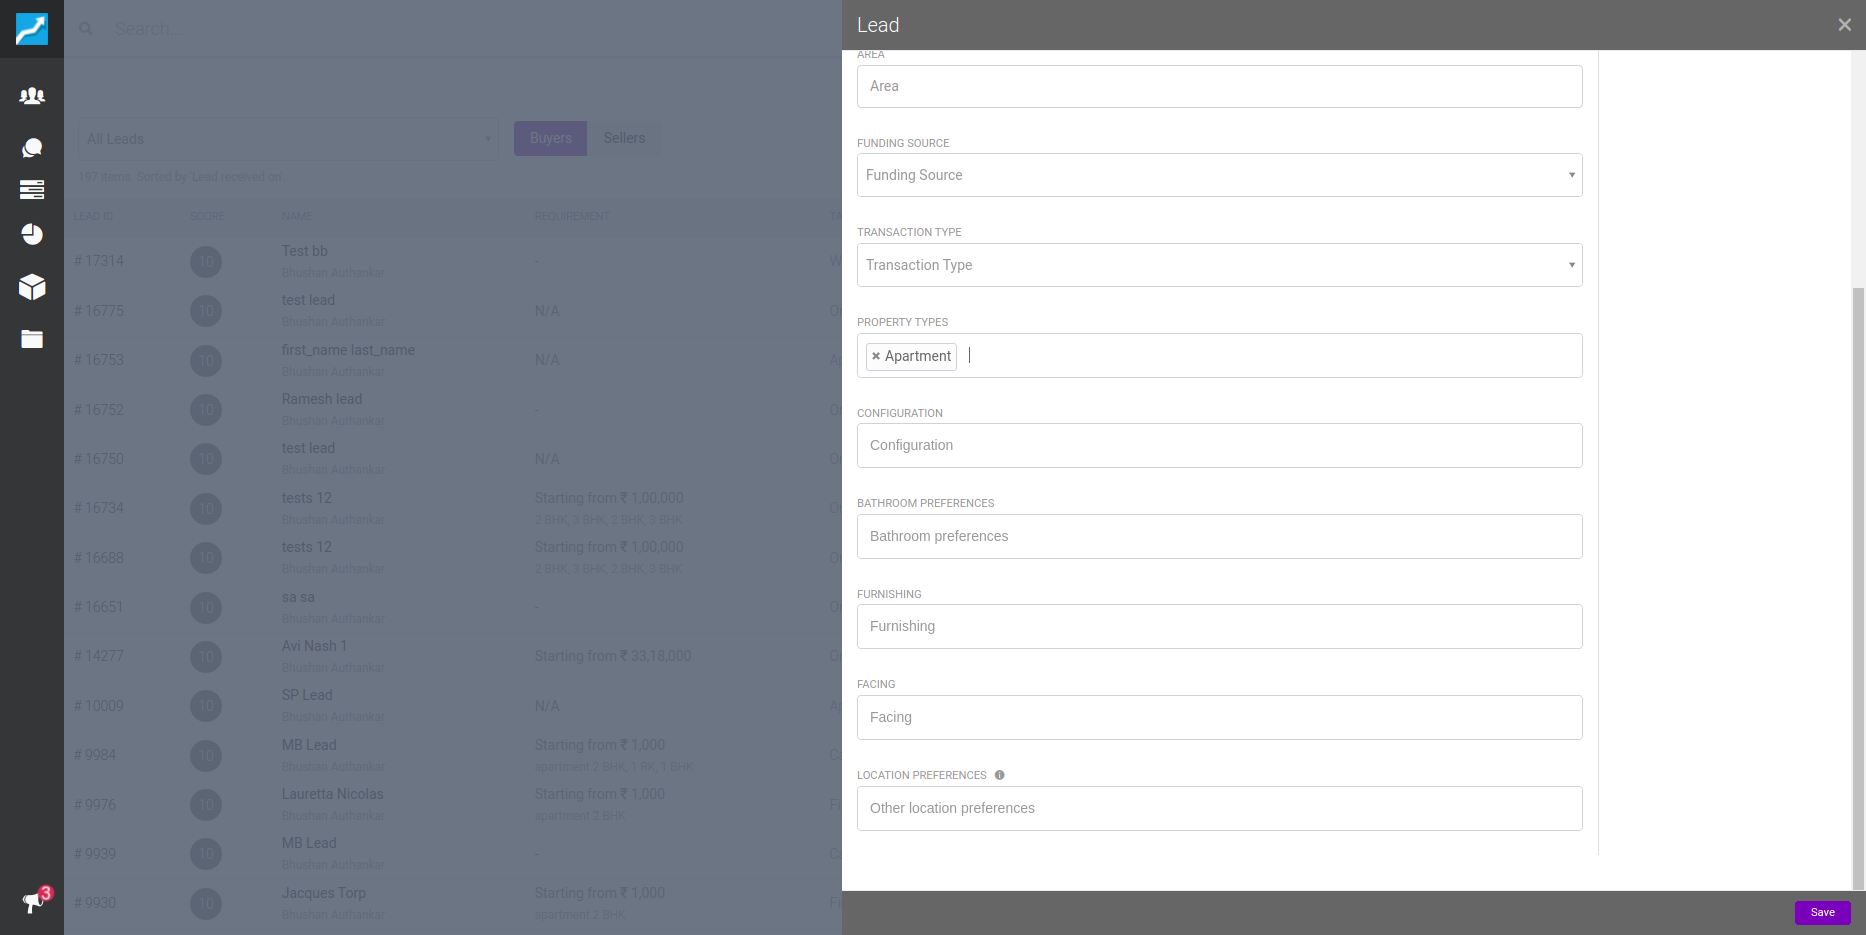 Search...
All Leads
Buyers
Sellers
197 items. Sorted by 'Lead received on'.
LEAD ID SCORE NAME REQUIREMENT
# 17314 10 Test bb -
Bhushan Authankar
# 16775 10 test lead N/A
Bhushan Authankar
# 16753 10 first_name last_name N/A
Bhushan Authankar
# 16752 10 Ramesh lead -
Bhushan Authankar
# 16750 10 test lead N/A
Bhushan Authankar
# 16734 10 tests 12 Starting from ₹ 1,00,000
Bhushan Authankar 2 BHK, 3 BHK, 2 BHK, 3 BHK
# 16688 10 tests 12 Starting from ₹ 1,00,000
Bhushan Authankar 2 BHK, 3 BHK, 2 BHK, 3 BHK
# 16651 10 sa sa -
Bhushan Authankar
# 14277 10 Avi Nash 1 Starting from ₹ 33,18,000
Bhushan Authankar
# 10009 10 SP Lead N/A
Bhushan Authankar
# 9984 10 MB Lead Starting from ₹ 1,000
Bhushan Authankar apartment:2 BHK, 1 RK, 1 BHK
# 9976 10 Lauretta Nicolas Starting from ₹ 1,000
Bhushan Authankar apartment:2 BHK
# 9939 10 MB Lead -
Bhushan Authankar
# 9930 10 Jacques Torp Starting from ₹ 1,000
Bhushan Authankar apartment:2 BHK
3
Lead
×
AREA
Area
FUNDING SOURCE
Funding Source
TRANSACTION TYPE
Transaction Type
PROPERTY TYPES
× Apartment
CONFIGURATION
Configuration
BATHROOM PREFERENCES
Bathroom preferences
FURNISHING
Furnishing
FACING
Facing
LOCATION PREFERENCES
Other location preferences
Save